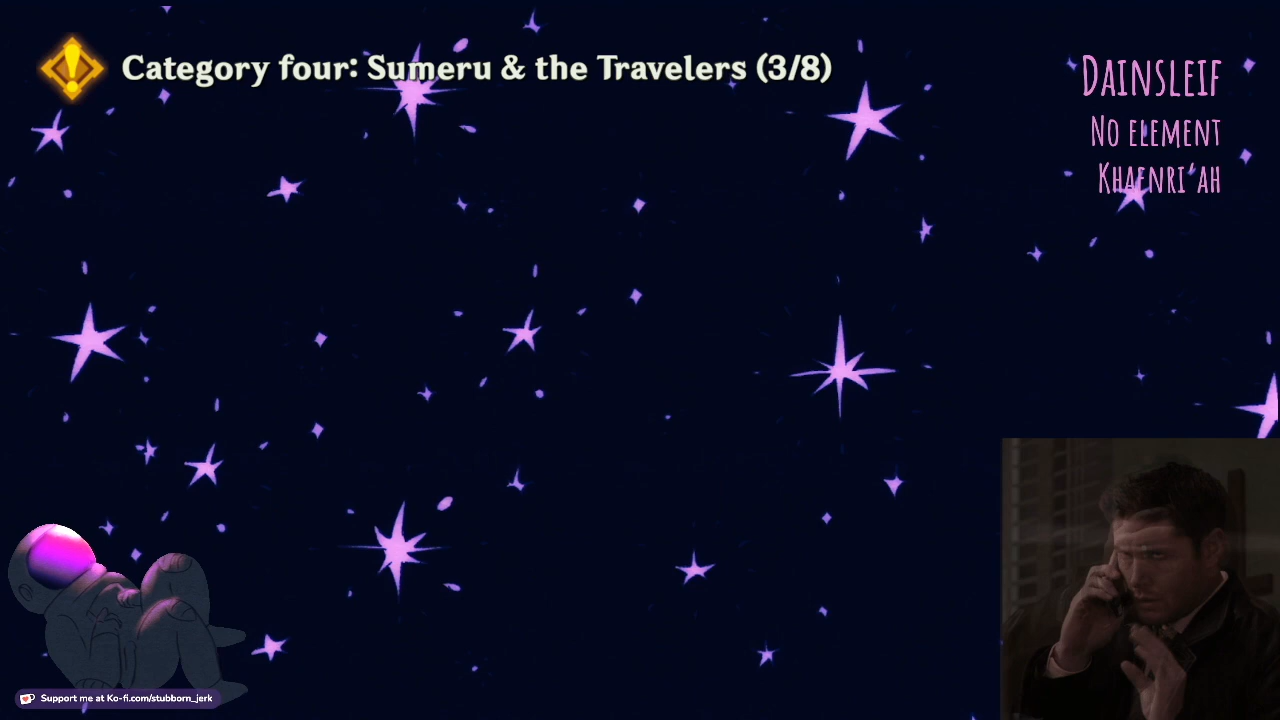 Category four: Sumeru & the Travelers (3/8)
Dainsleif
No element
Khaenri'ah
Support me at Ko-fi.com/stubborn_jerk